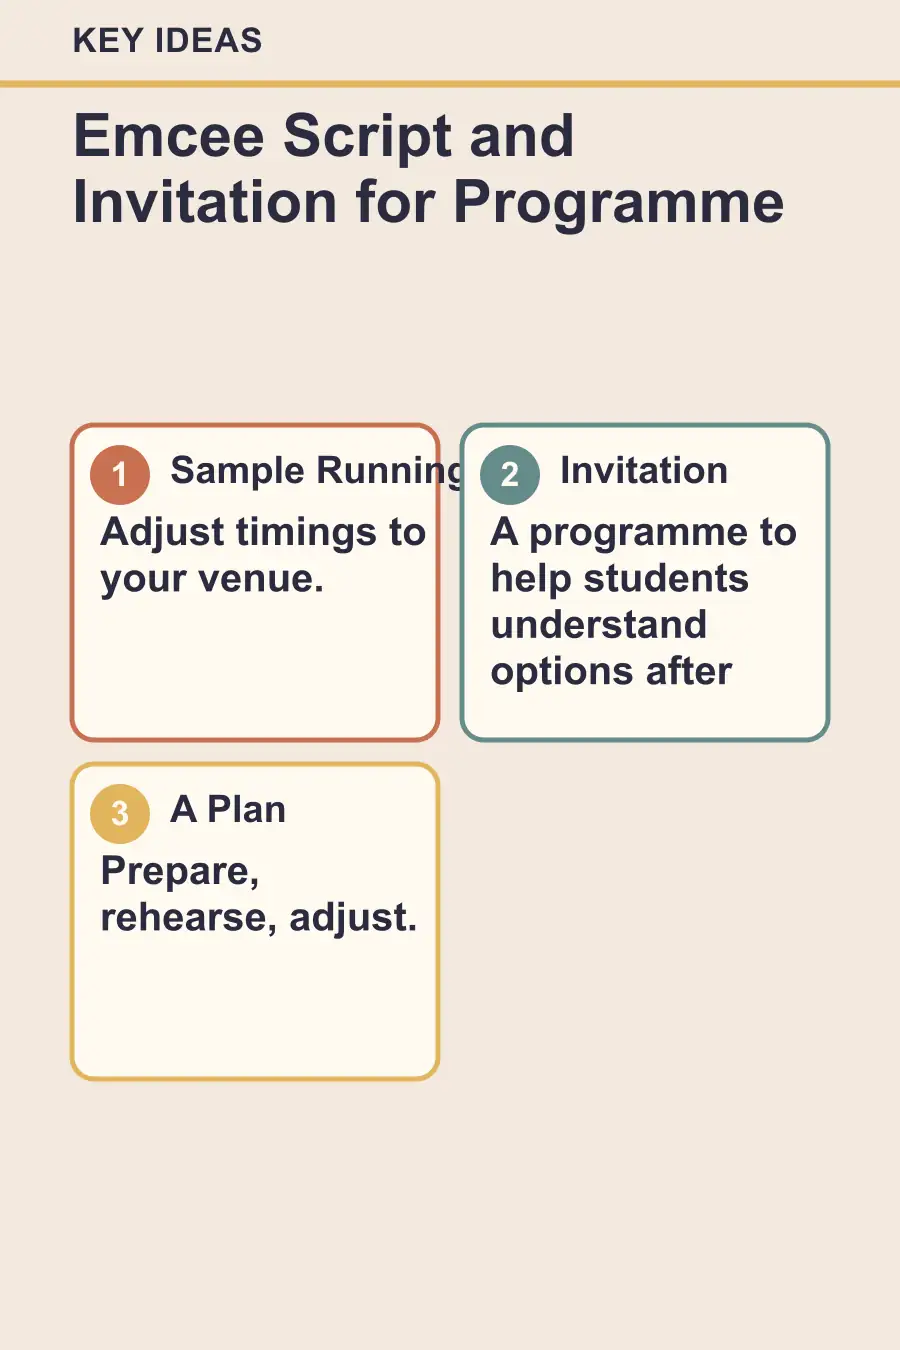 KEY IDEAS
Emcee Script and
Invitation for Programme
1
Sample Running
Adjust timings to
your venue.
2
Invitation
A programme to
help students
understand
options after
3
A Plan
Prepare,
rehearse, adjust.